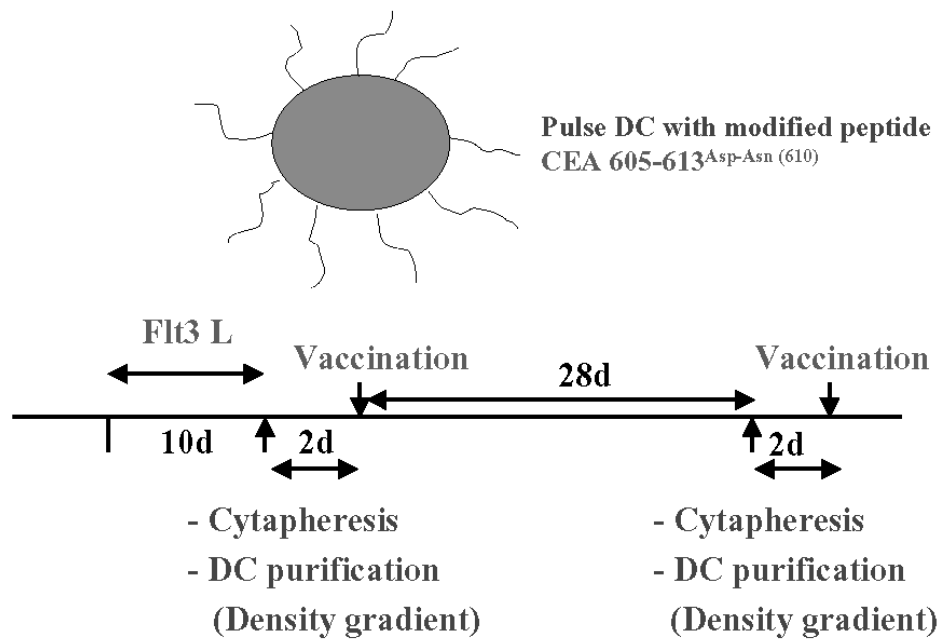 Pulse DC with modified peptide
CEA 605-613Asp-Asn (610)
Flt3 L
Vaccination
28d
Vaccination
10d
2d
2d
- Cytapheresis
- DC purification
(Density gradient)
- Cytapheresis
- DC purification
(Density gradient)